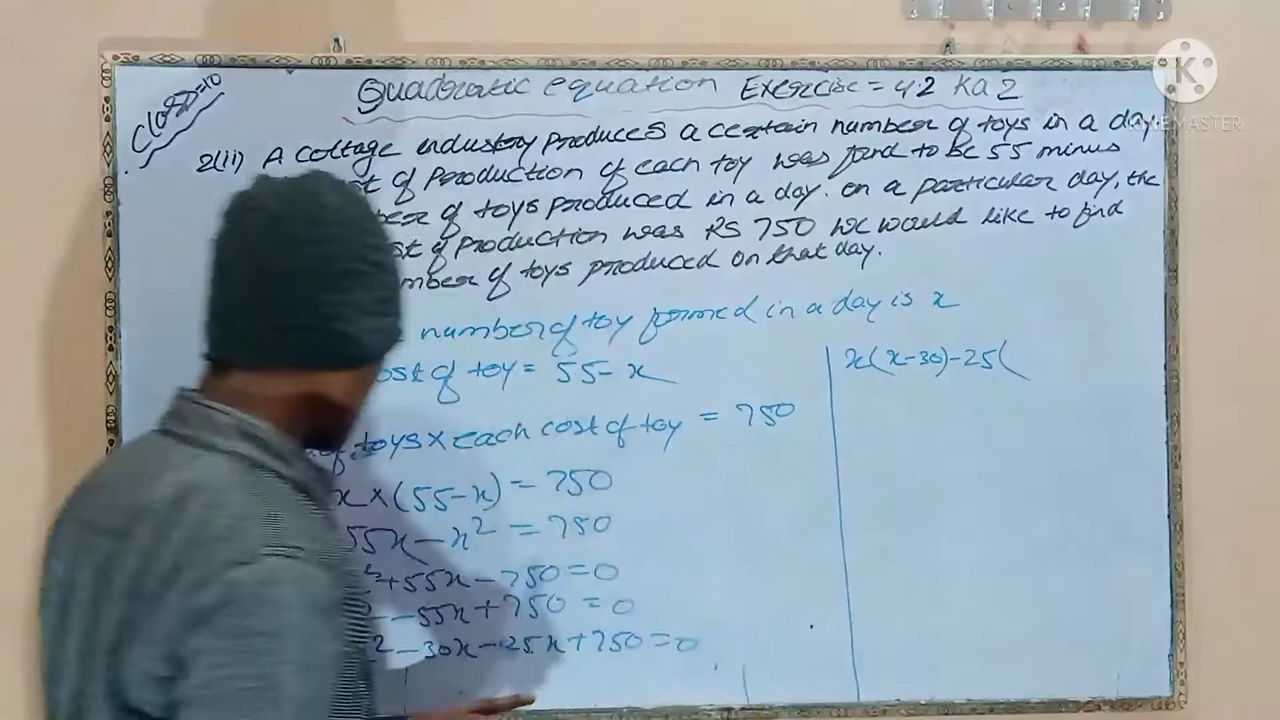 Class=10
Quadratic equation Exercise = 4.2 Ka 2
2(ii) A cottage industory Produces a certain number of toys in a day.
of Production of each toy was found to be 55 minus
of toys produced in a day. on a particular day, the
of Production was RS 750 we would like to find
of toys produced on that day.
number of toy formed in a day is x
of toy = 55 - x
toys × each cost of toy = 750
x × (55 - x) = 750
55x - x² = 750
+ 55x - 750 = 0
- 55x + 750 = 0
² - 30x - 25x + 750 = 0
x(x-30)-25(
K
KINEMASTER